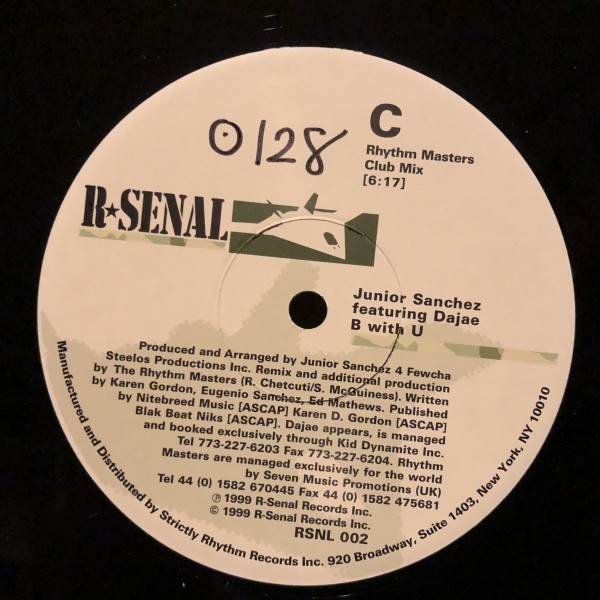 0128
C
Rhythm Masters
Club Mix
[6:17]
R★SENAL
Junior Sanchez
featuring Dajae
B with U
Produced and Arranged by Junior Sanchez 4 Fewcha
Steelos Productions Inc. Remix and additional production
by The Rhythm Masters (R. Chetcuti/S. McGuiness). Written
by Karen Gordon, Eugenio Sanchez, Ed Mathews. Published
by Nitebreed Music [ASCAP] Karen D. Gordon [ASCAP]
Blak Beat Niks [ASCAP]. Dajae appears, is managed
and booked exclusively through Kid Dynamite Inc.
Tel 773-227-6203 Fax 773-227-6204. Rhythm
Masters are managed exclusively for the world
by Seven Music Promotions (UK)
Tel 44 (0) 1582 670445 Fax 44 (0) 1582 475681
℗ 1999 R-Senal Records Inc.
© 1999 R-Senal Records Inc.
RSNL 002
Manufactured and Distributed by Strictly Rhythm Records Inc. 920 Broadway, Suite 1403, New York, NY 10010